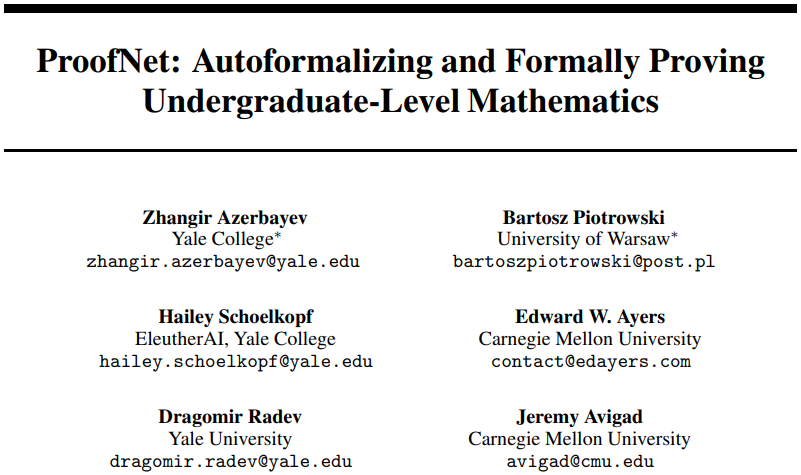 ProofNet: Autoformalizing and Formally Proving
Undergraduate-Level Mathematics
Zhangir Azerbayev
Yale College*
zhangir.azerbayev@yale.edu
Bartosz Piotrowski
University of Warsaw*
bartoszpiotrowski@post.pl
Hailey Schoelkopf
EleutherAI, Yale College
hailey.schoelkopf@yale.edu
Edward W. Ayers
Carnegie Mellon University
contact@edayers.com
Dragomir Radev
Yale University
dragomir.radev@yale.edu
Jeremy Avigad
Carnegie Mellon University
avigad@cmu.edu